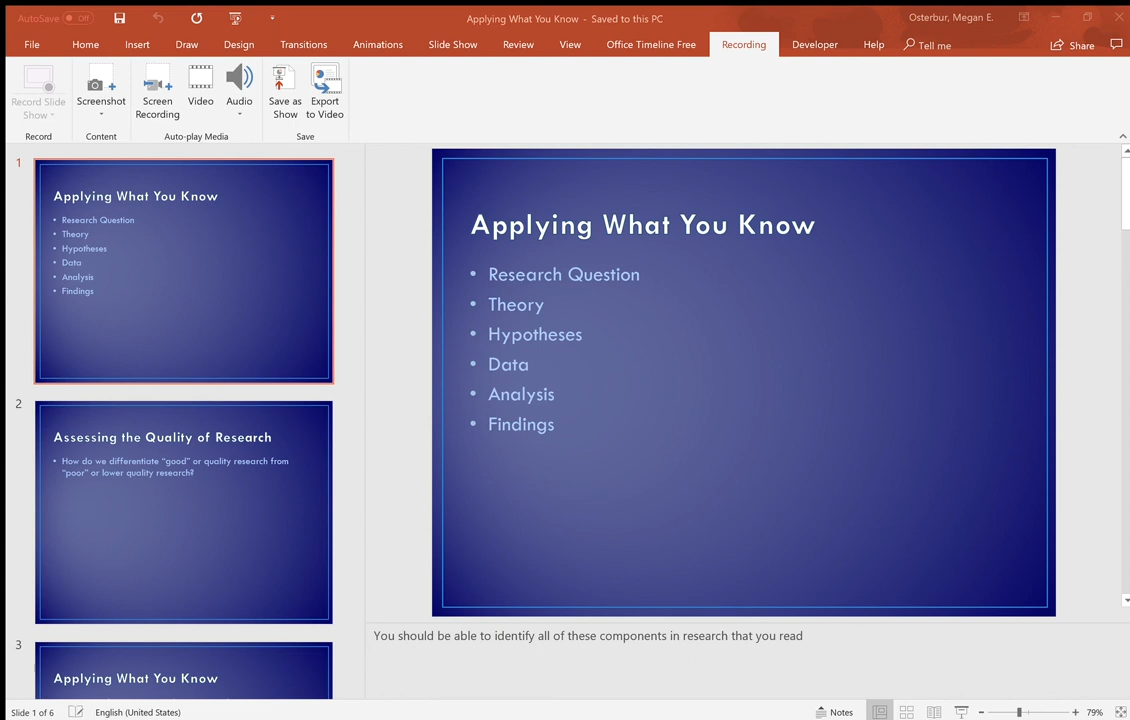 AutoSave Off
Applying What You Know - Saved to this PC
Osterbur, Megan E.
File Home Insert Draw Design Transitions Animations Slide Show Review View Office Timeline Free Recording Developer Help Tell me Share
Record Slide Show
Screenshot
Screen Recording
Video
Audio
Save as Show
Export to Video
Record Content Auto-play Media Save
1
Applying What You Know
• Research Question
• Theory
• Hypotheses
• Data
• Analysis
• Findings
2
Assessing the Quality of Research
• How do we differentiate “good” or quality research from
“poor” or lower quality research?
3
Applying What You Know
Applying What You Know
• Research Question
• Theory
• Hypotheses
• Data
• Analysis
• Findings
You should be able to identify all of these components in research that you read
Slide 1 of 6 English (United States) Notes 79%